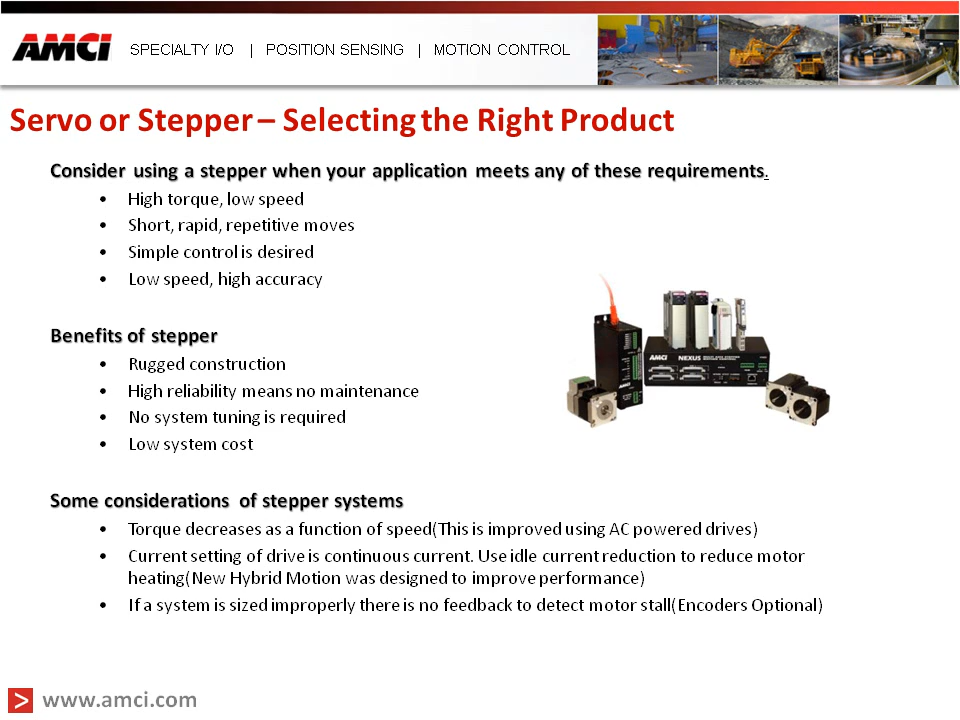 AMCI
SPECIALTY I/O | POSITION SENSING | MOTION CONTROL
Servo or Stepper – Selecting the Right Product
Consider using a stepper when your application meets any of these requirements.
• High torque, low speed
• Short, rapid, repetitive moves
• Simple control is desired
• Low speed, high accuracy
Benefits of stepper
• Rugged construction
• High reliability means no maintenance
• No system tuning is required
• Low system cost
AMCI
AMCI NEXUS
Some considerations of stepper systems
• Torque decreases as a function of speed(This is improved using AC powered drives)
• Current setting of drive is continuous current. Use idle current reduction to reduce motor
heating(New Hybrid Motion was designed to improve performance)
• If a system is sized improperly there is no feedback to detect motor stall(Encoders Optional)
> www.amci.com